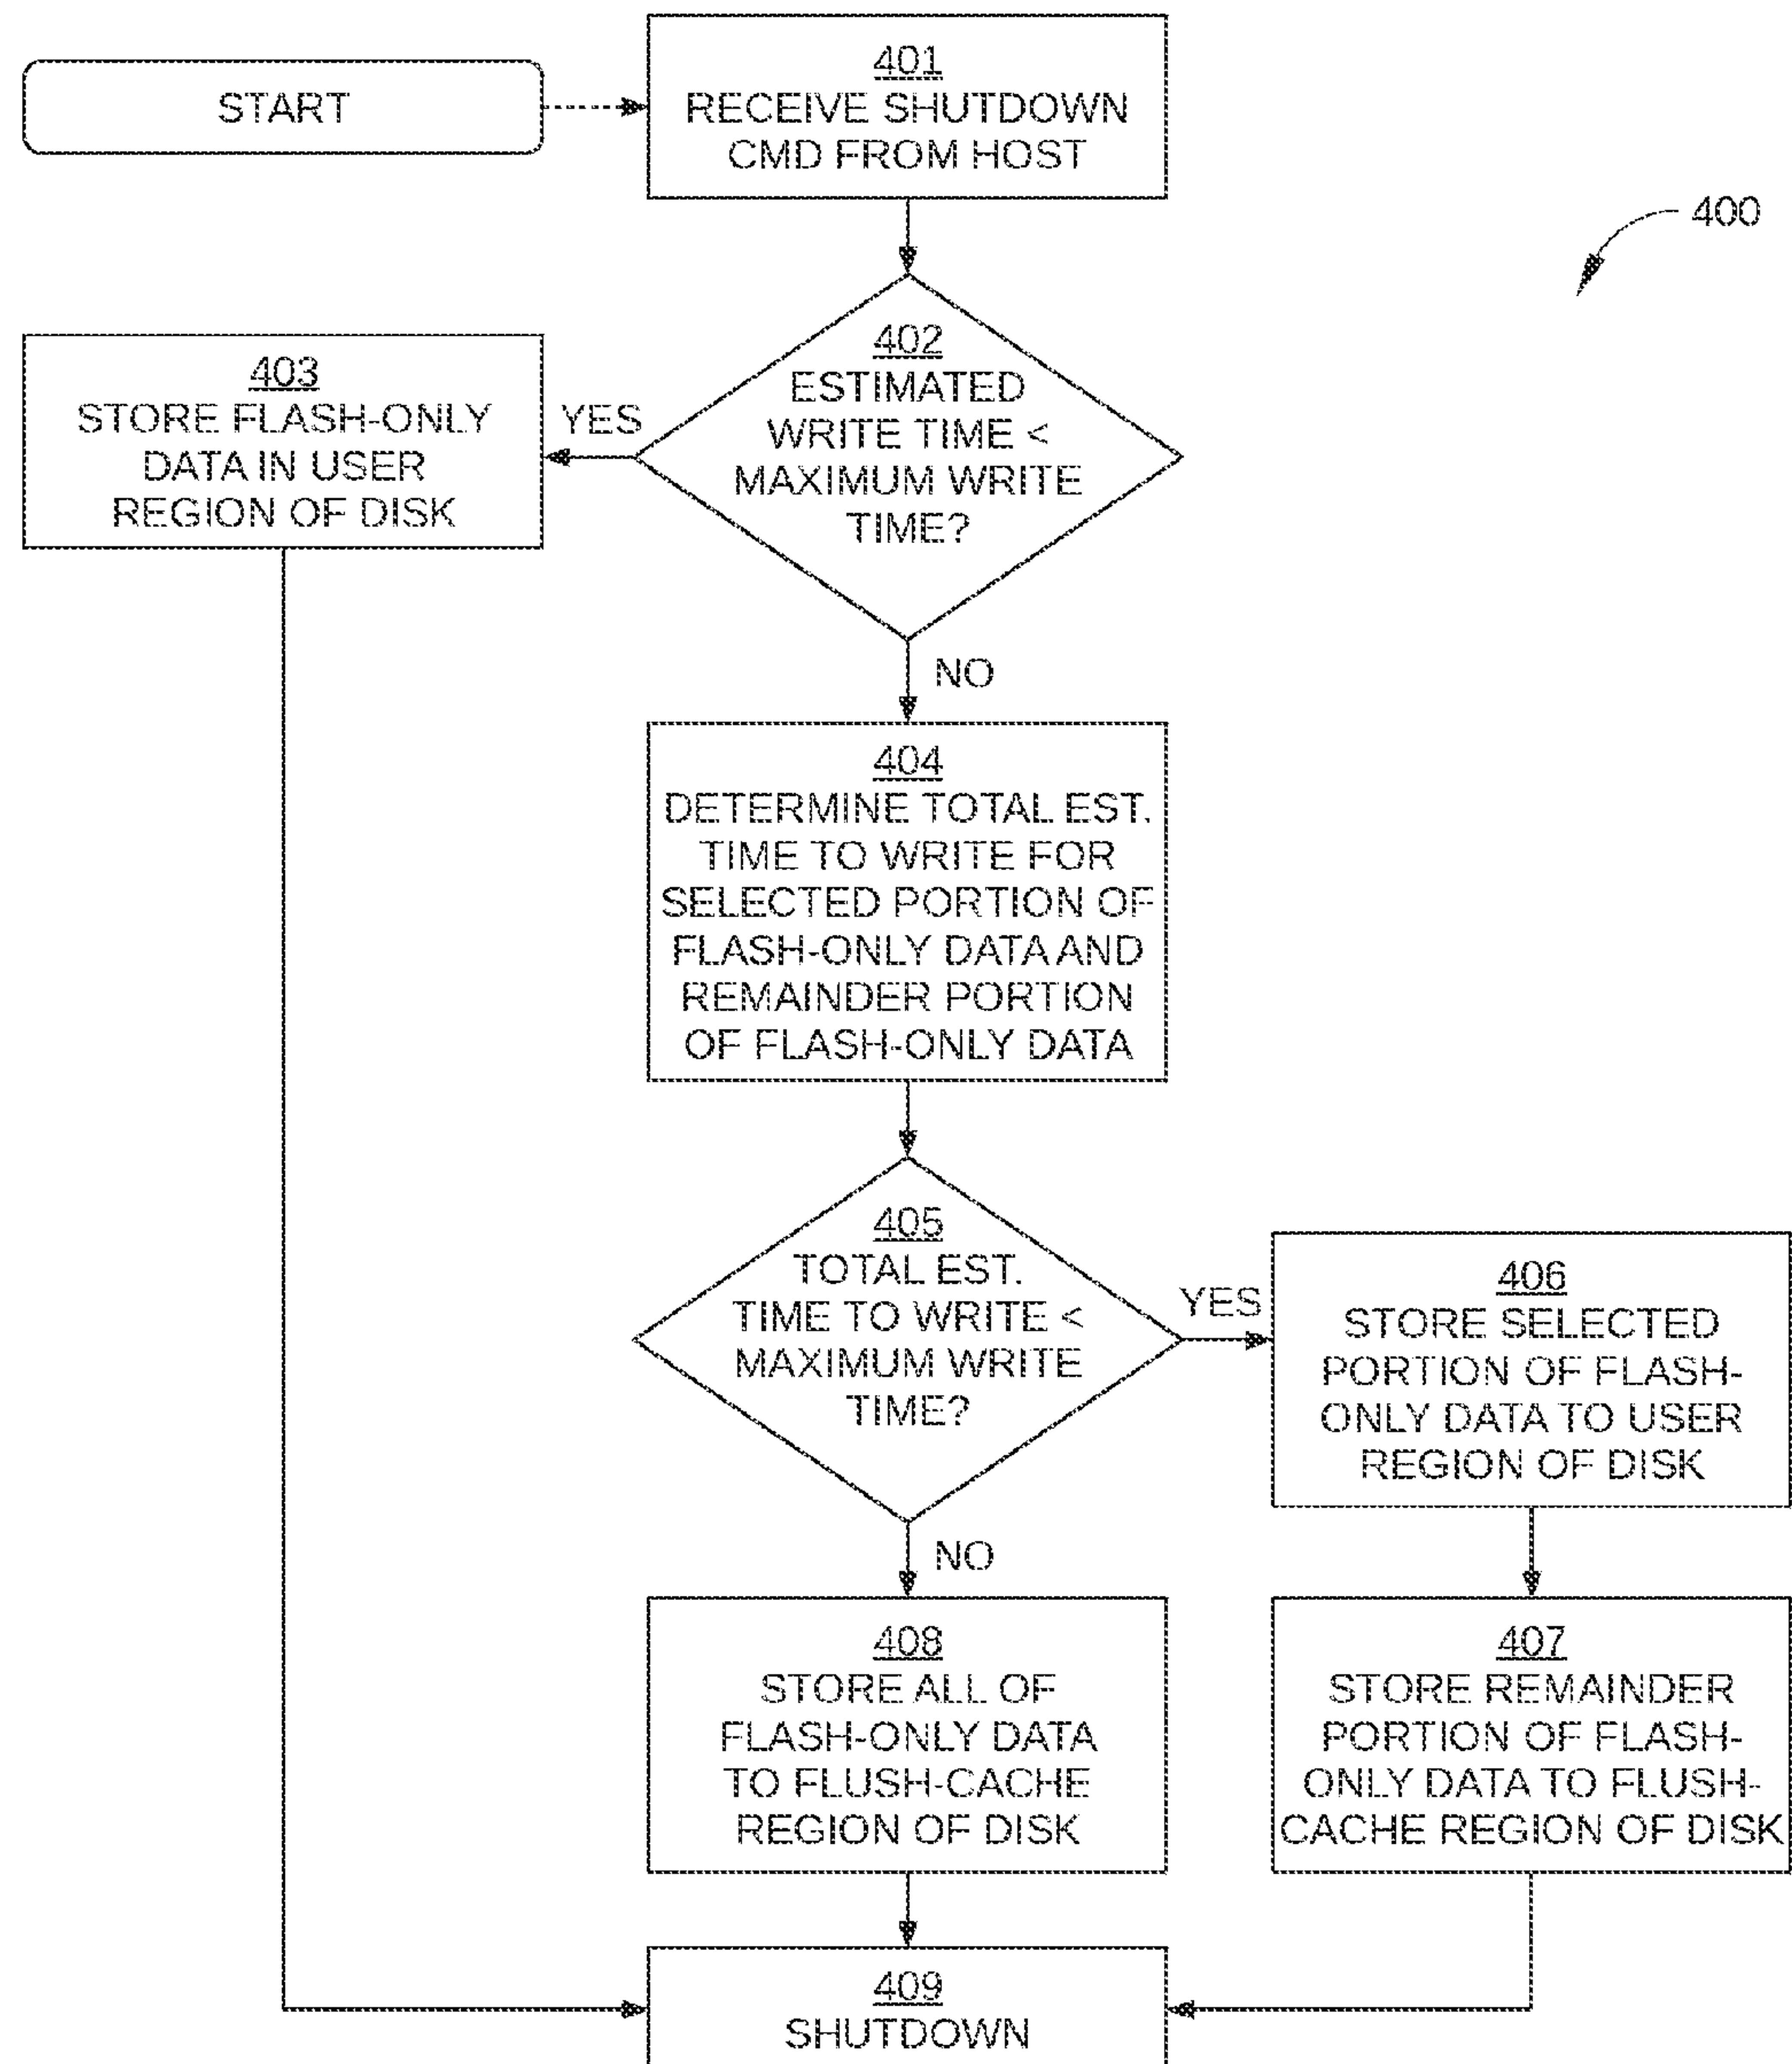 START
401
RECEIVE SHUTDOWN
CMD FROM HOST
400
402
ESTIMATED
WRITE TIME <
MAXIMUM WRITE
TIME?
YES
403
STORE FLASH-ONLY
DATA IN USER
REGION OF DISK
NO
404
DETERMINE TOTAL EST.
TIME TO WRITE FOR
SELECTED PORTION OF
FLASH-ONLY DATA AND
REMAINDER PORTION
OF FLASH-ONLY DATA
405
TOTAL EST.
TIME TO WRITE <
MAXIMUM WRITE
TIME?
YES
406
STORE SELECTED
PORTION OF FLASH-
ONLY DATA TO USER
REGION OF DISK
NO
408
STORE ALL OF
FLASH-ONLY DATA
TO FLUSH-CACHE
REGION OF DISK
407
STORE REMAINDER
PORTION OF FLASH-
ONLY DATA TO FLUSH-
CACHE REGION OF DISK
409
SHUTDOWN